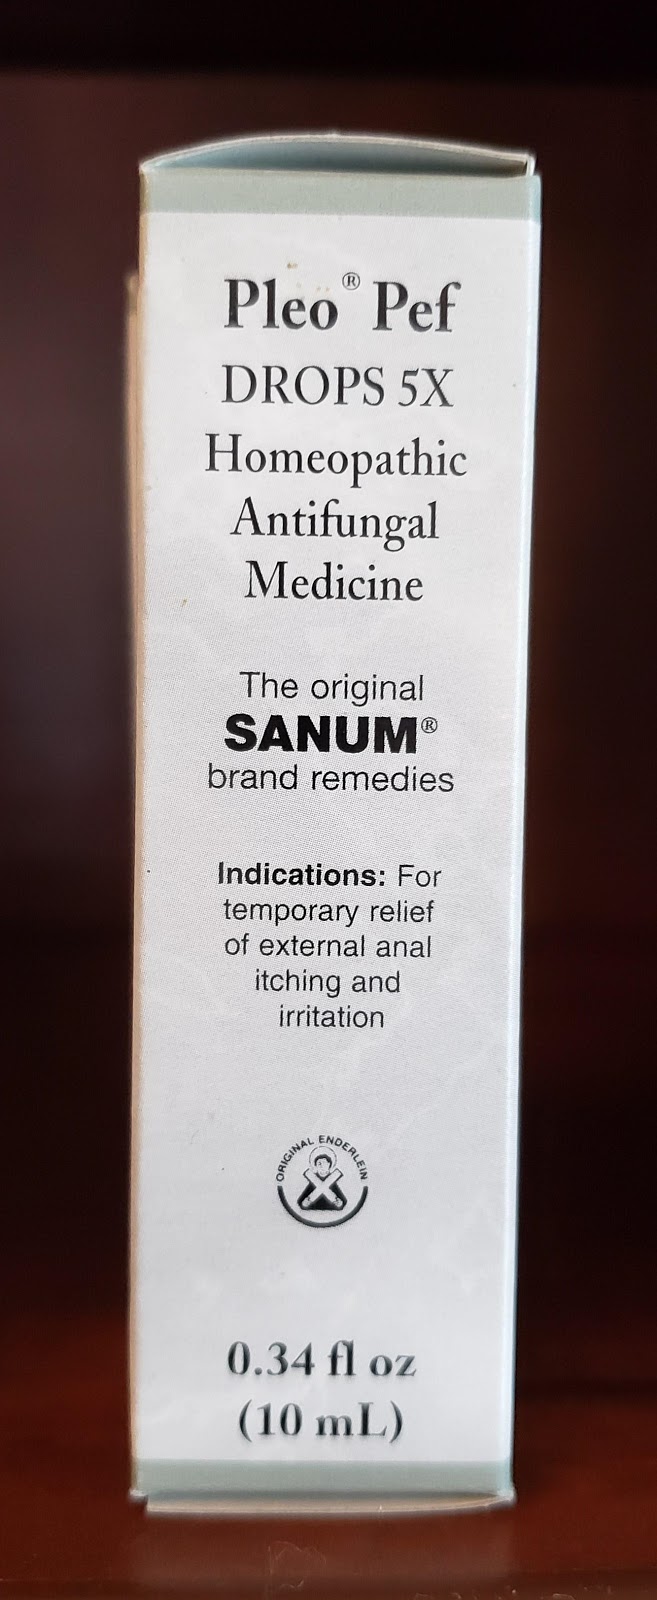 Pleo® Pef
DROPS 5X
Homeopathic
Antifungal
Medicine
The original
SANUM®
brand remedies
Indications: For
temporary relief
of external anal
itching and
irritation
ORIGINAL ENDERLEIN
0.34 fl oz
(10 mL)